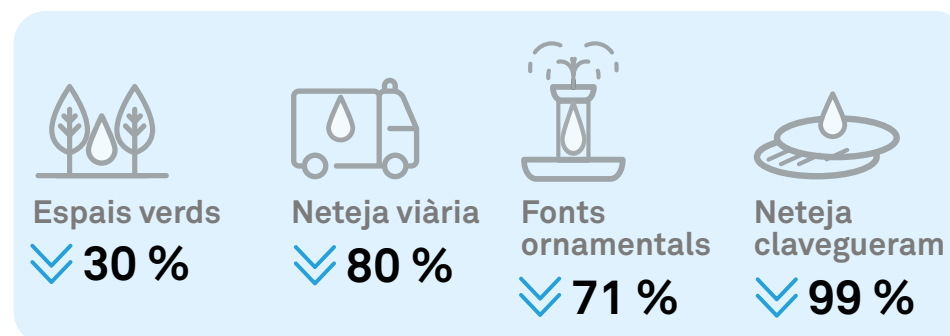 Espais verds
30 %
Neteja viària
80 %
Fonts
ornamentals
71 %
Neteja
clavegueram
99 %